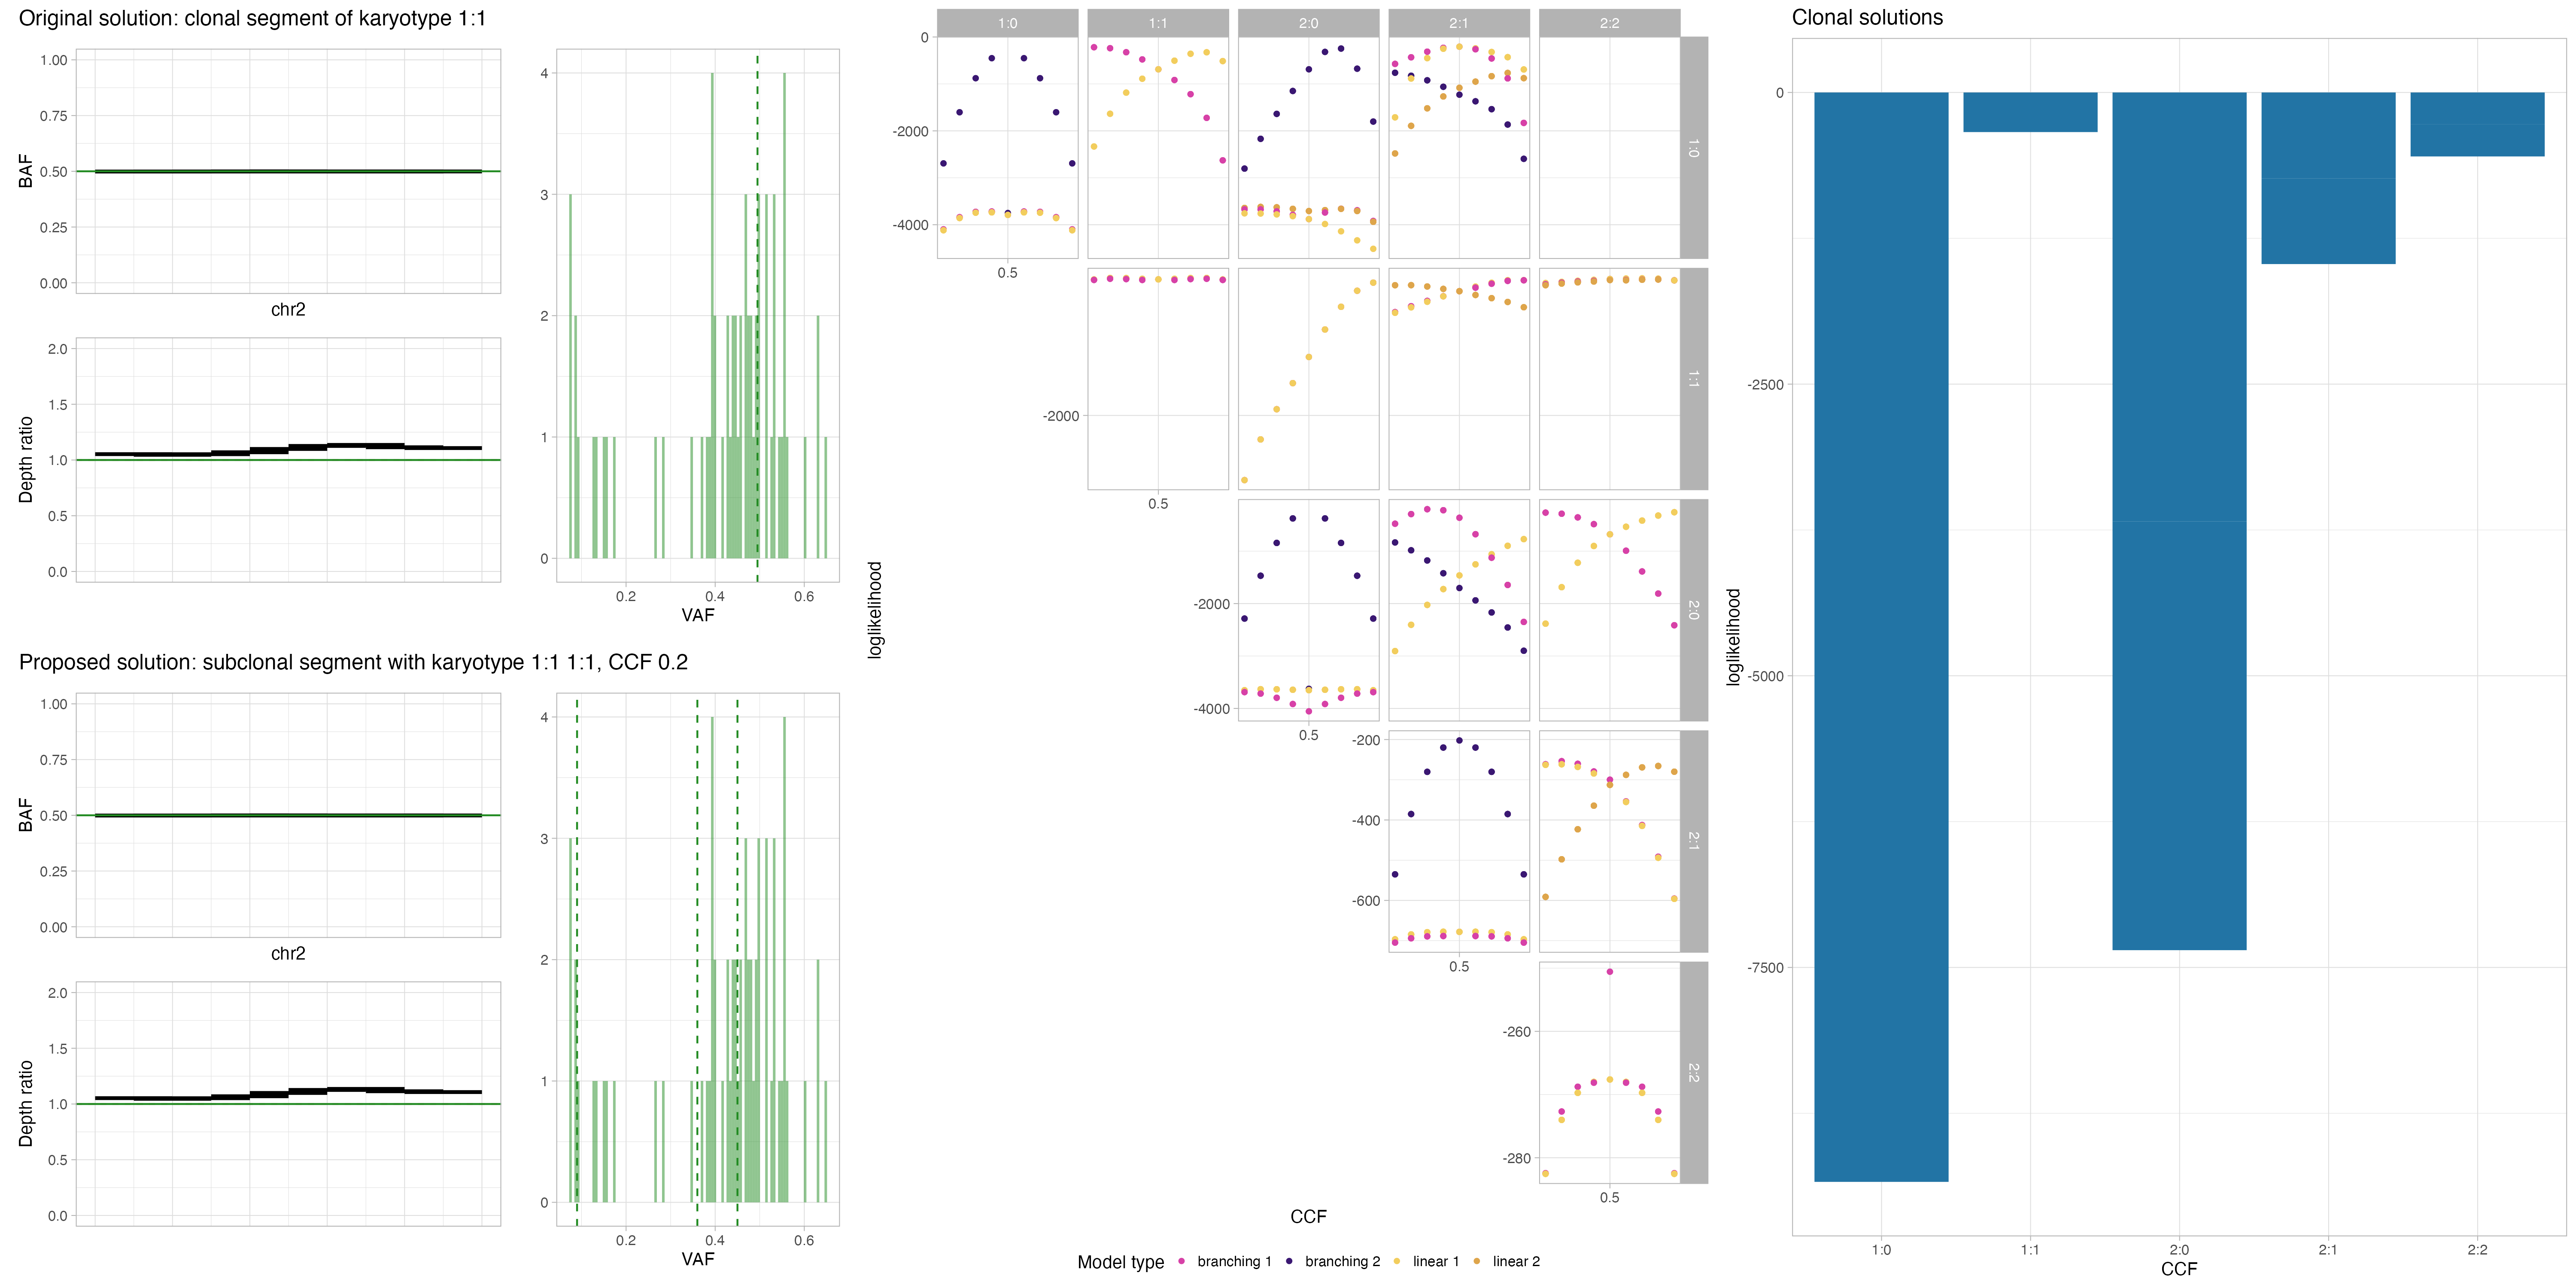 Original solution: clonal segment of karyotype 1:1
1.00
0.75
0.50
0.25
0.00
BAF
chr2
2.0
1.5
1.0
0.5
0.0
Depth ratio
4
3
2
1
0
0.2 0.4 0.6
VAF
Proposed solution: subclonal segment with karyotype 1:1 1:1, CCF 0.2
1.00
0.75
0.50
0.25
0.00
BAF
chr2
2.0
1.5
1.0
0.5
0.0
Depth ratio
4
3
2
1
0
0.2 0.4 0.6
VAF
loglikelihood
1:0 1:1 2:0 2:1 2:2
0
-2000
-4000
0.5
1:0
-2000
0.5
1:1
-2000
-4000
0.5
2:0
-200
-400
-600
0.5
2:1
-260
-280
0.5
2:2
CCF
Model type branching 1 branching 2 linear 1 linear 2
Clonal solutions
loglikelihood
0
-2500
-5000
-7500
1:0 1:1 2:0 2:1 2:2
CCF